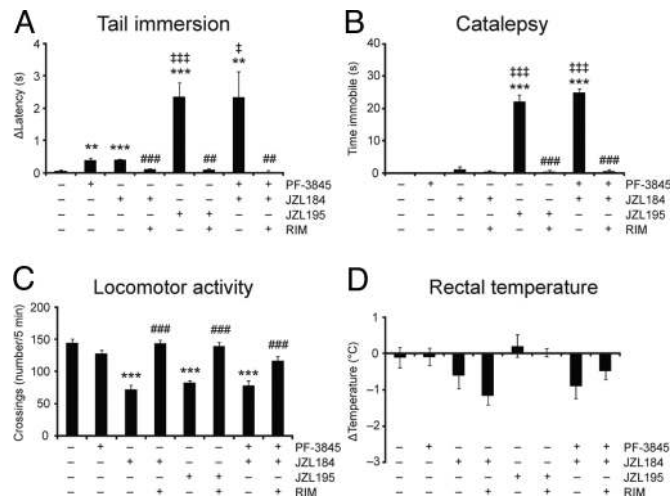 A Tail immersion
ΔLatency (s)
4
3
2
1
0
** *** ### ‡‡‡ *** ## ‡ ** ##
– + – – – – + + PF-3845
– – + + – – + + JZL184
– – – – + + – – JZL195
– – – + – + – + RIM
B Catalepsy
Time immobile (s)
40
30
20
10
0
‡‡‡ *** ### ‡‡‡ *** ###
– + – – – – + + PF-3845
– – + + – – + + JZL184
– – – – + + – – JZL195
– – – + – + – + RIM
C Locomotor activity
Crossings (number/5 min)
200
150
100
50
0
*** ### *** ### *** ###
– + – – – – + + PF-3845
– – + + – – + + JZL184
– – – – + + – – JZL195
– – – + – + – + RIM
D Rectal temperature
ΔTemperature (°C)
1
0
−1
−2
−3
– + – – – – + + PF-3845
– – + + – – + + JZL184
– – – – + + – – JZL195
– – – + – + – + RIM